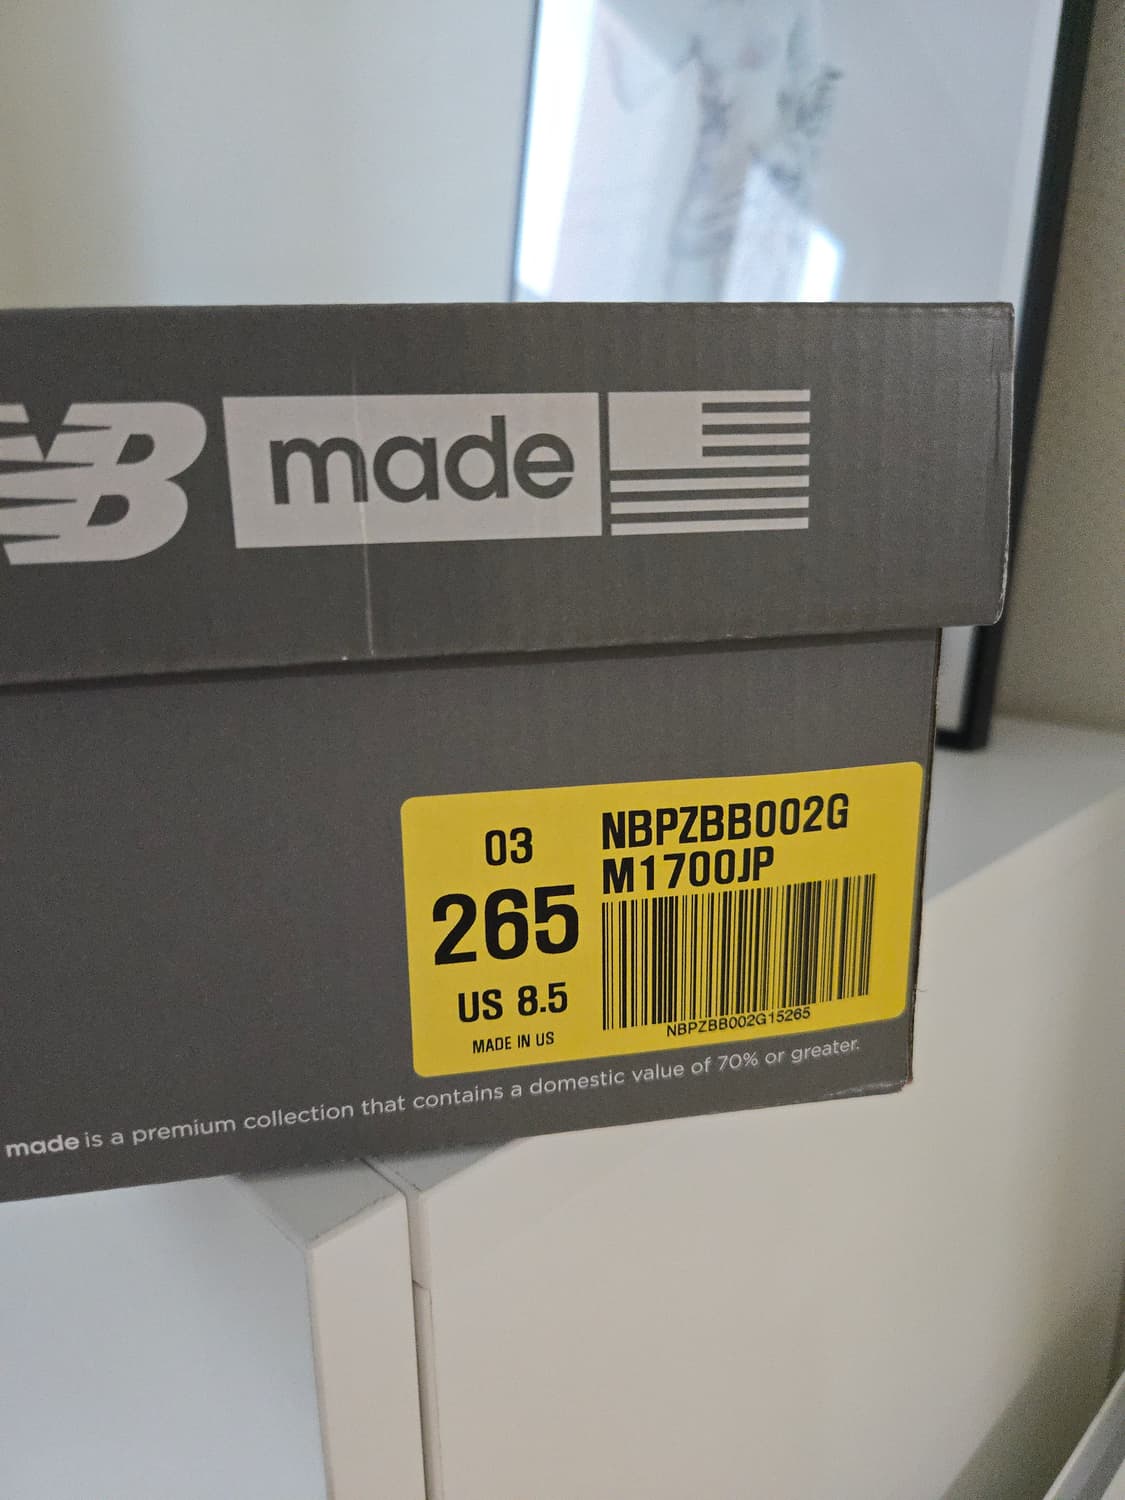 NB made
03
265
US 8.5
MADE IN US
NBPZBB002G
M1700JP
NBPZBB002G15265
made is a premium collection that contains a domestic value of 70% or greater.